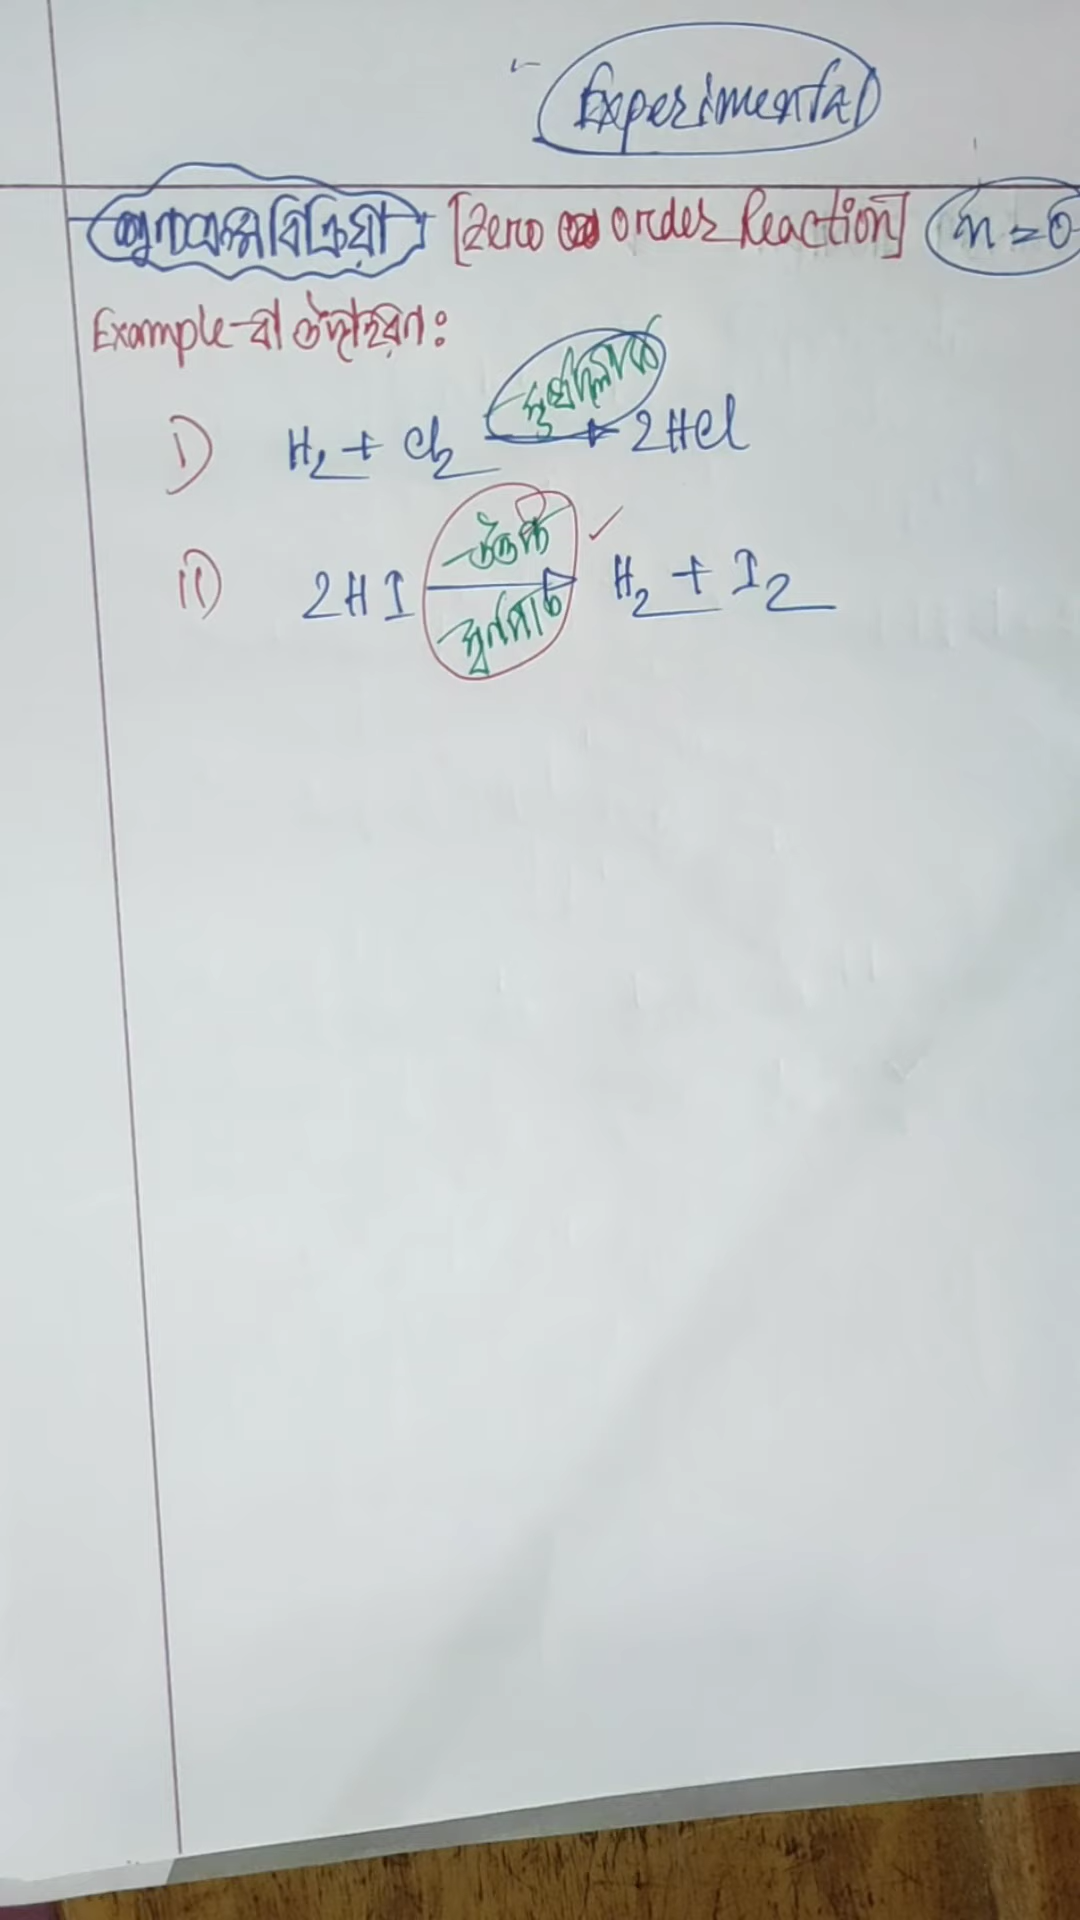 Experimental
শূন্যক্রম বিক্রিয়া [Zero order Reaction] n = 0
Example বা উদাহরণ:
i) H₂ + Cl₂ সূর্যালোক → 2HCl
ii) 2HI উত্তপ্ত → স্বর্ণপাত H₂ + I₂